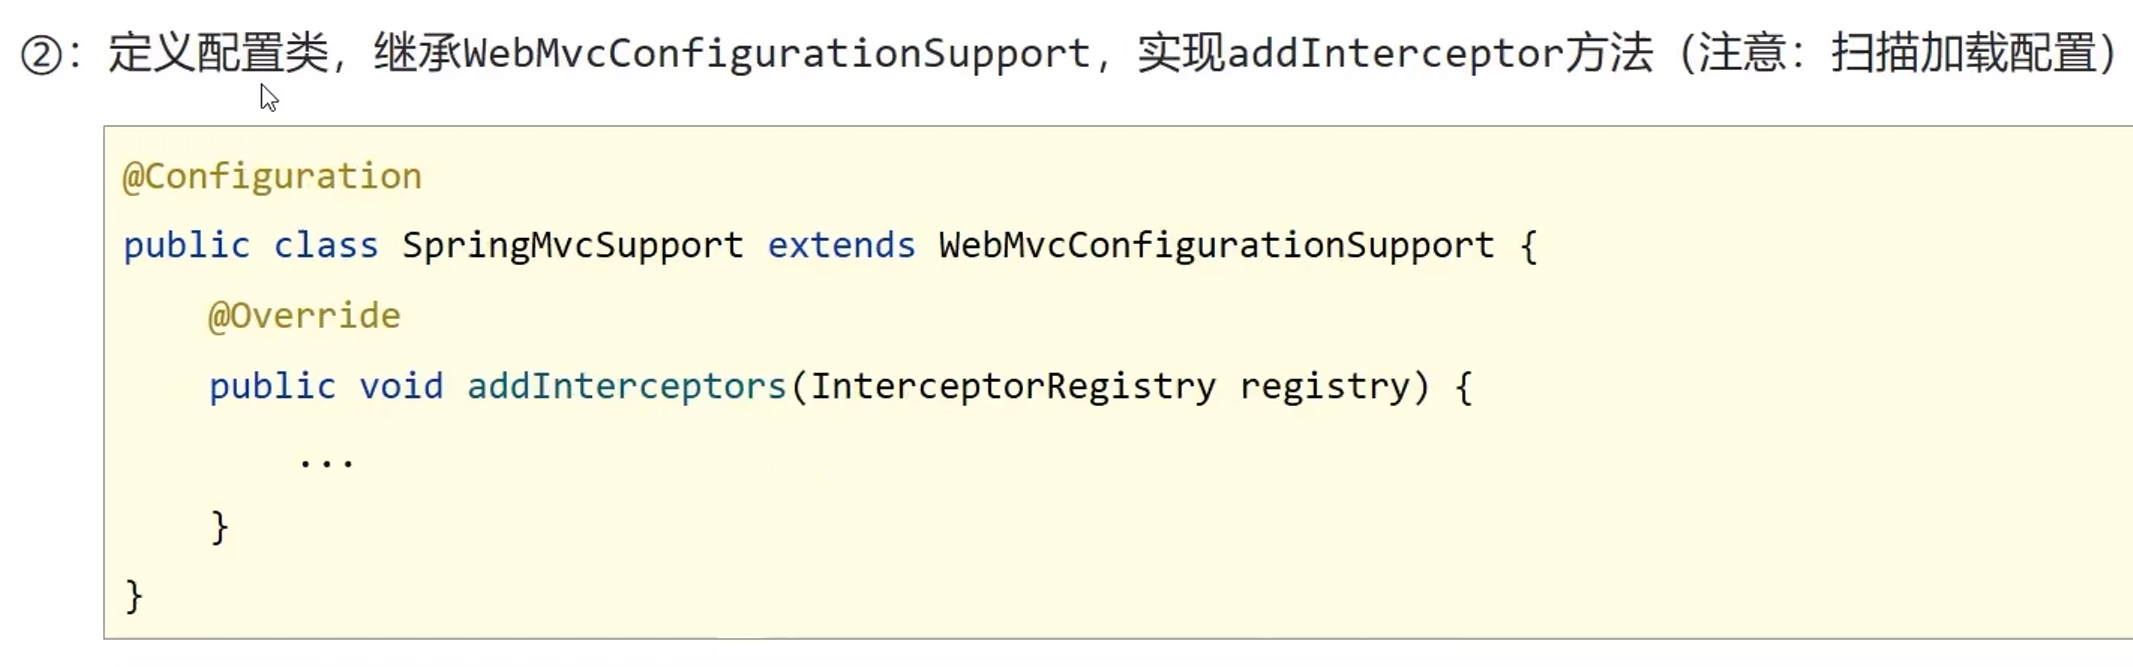 ②：定义配置类，继承WebMvcConfigurationSupport，实现addInterceptor方法（注意：扫描加载配置）
@Configuration
public class SpringMvcSupport extends WebMvcConfigurationSupport {
    @Override
    public void addInterceptors(InterceptorRegistry registry) {
        ...
    }
}